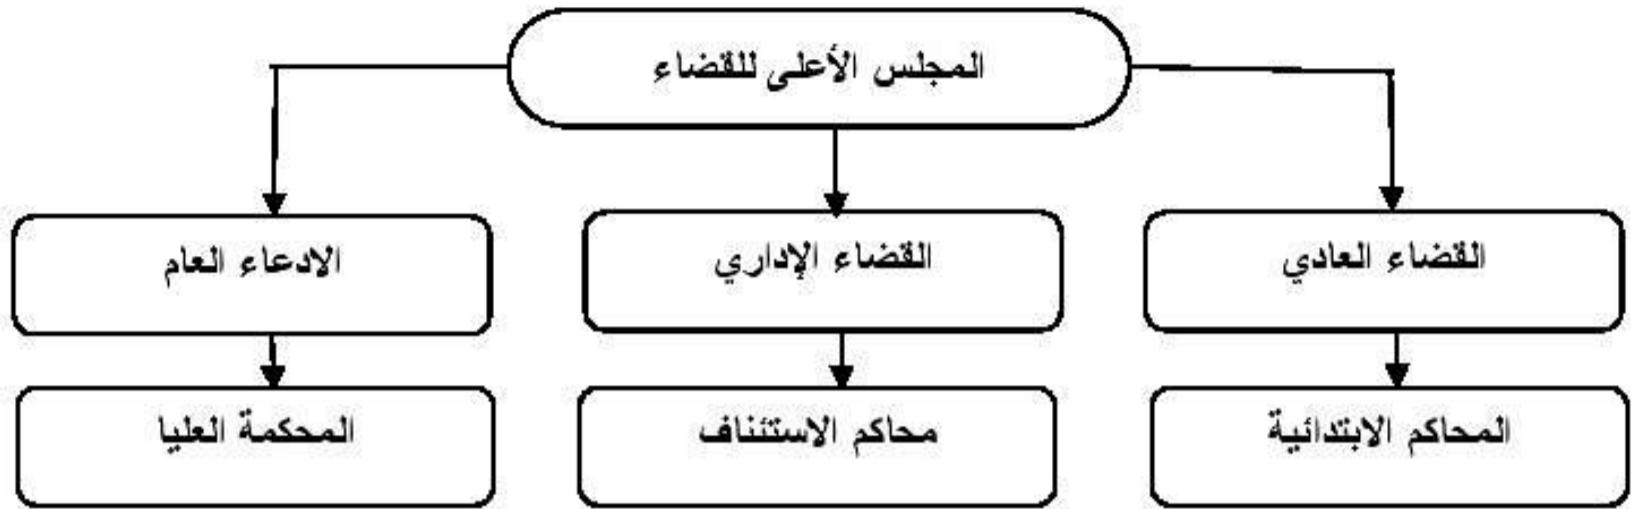 المجلس الأعلى للقضاء
القضاء العادي
القضاء الإداري
الادعاء العام
المحاكم الابتدائية
محاكم الاستئناف
المحكمة العليا